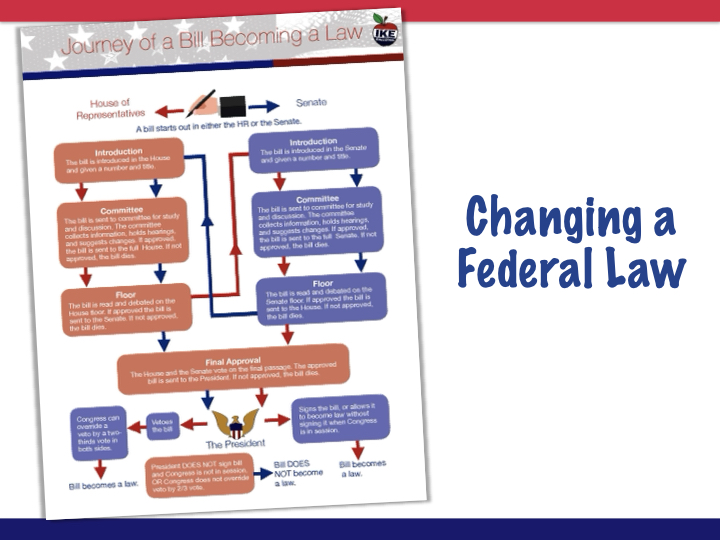 Journey of a Bill Becoming a Law
IKE
House of
Representatives
Senate
A bill starts out in either the HR or the Senate.
Introduction
The bill is introduced in the House
and given a number and title.
Introduction
The bill is introduced in the Senate
and given a number and title.
Committee
The bill is sent to committee for study
and discussion. The committee
collects information, holds hearings,
and suggests changes. If approved,
the bill is sent to the full House. If not
approved, the bill dies.
Committee
The bill is sent to committee for study
and discussion. The committee
collects information, holds hearings,
and suggests changes. If approved,
the bill is sent to the full Senate. If not
approved, the bill dies.
Floor
The bill is read and debated on the
House floor. If approved the bill is
sent to the Senate. If not approved,
the bill dies.
Floor
The bill is read and debated on the
Senate floor. If approved the bill is
sent to the House. If not approved,
the bill dies.
Final Approval
The House and the Senate vote on the final passage. The approved
bill is sent to the President. If not approved, the bill dies.
Congress can
override a
veto by a two-
thirds vote in
both sides.
Vetoes
the bill
The President
Signs the bill, or allows it
to become law without
signing it when Congress
is in session.
Bill becomes a law.
President DOES NOT sign bill
and Congress is not in session,
OR Congress does not override
veto by 2/3 vote.
Bill DOES
NOT become
a law.
Bill becomes
a law.
Changing a
Federal Law